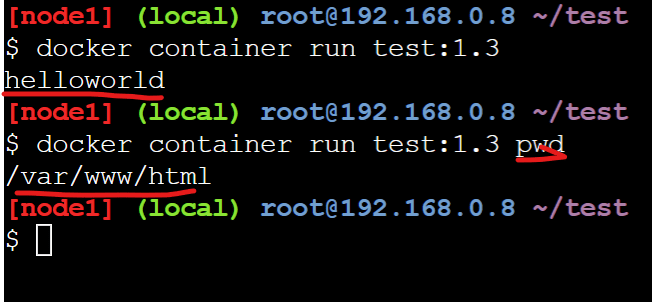 [node1] (local) root@192.168.0.8 ~/test
$ docker container run test:1.3
helloworld
[node1] (local) root@192.168.0.8 ~/test
$ docker container run test:1.3 pwd
/var/www/html
[node1] (local) root@192.168.0.8 ~/test
$